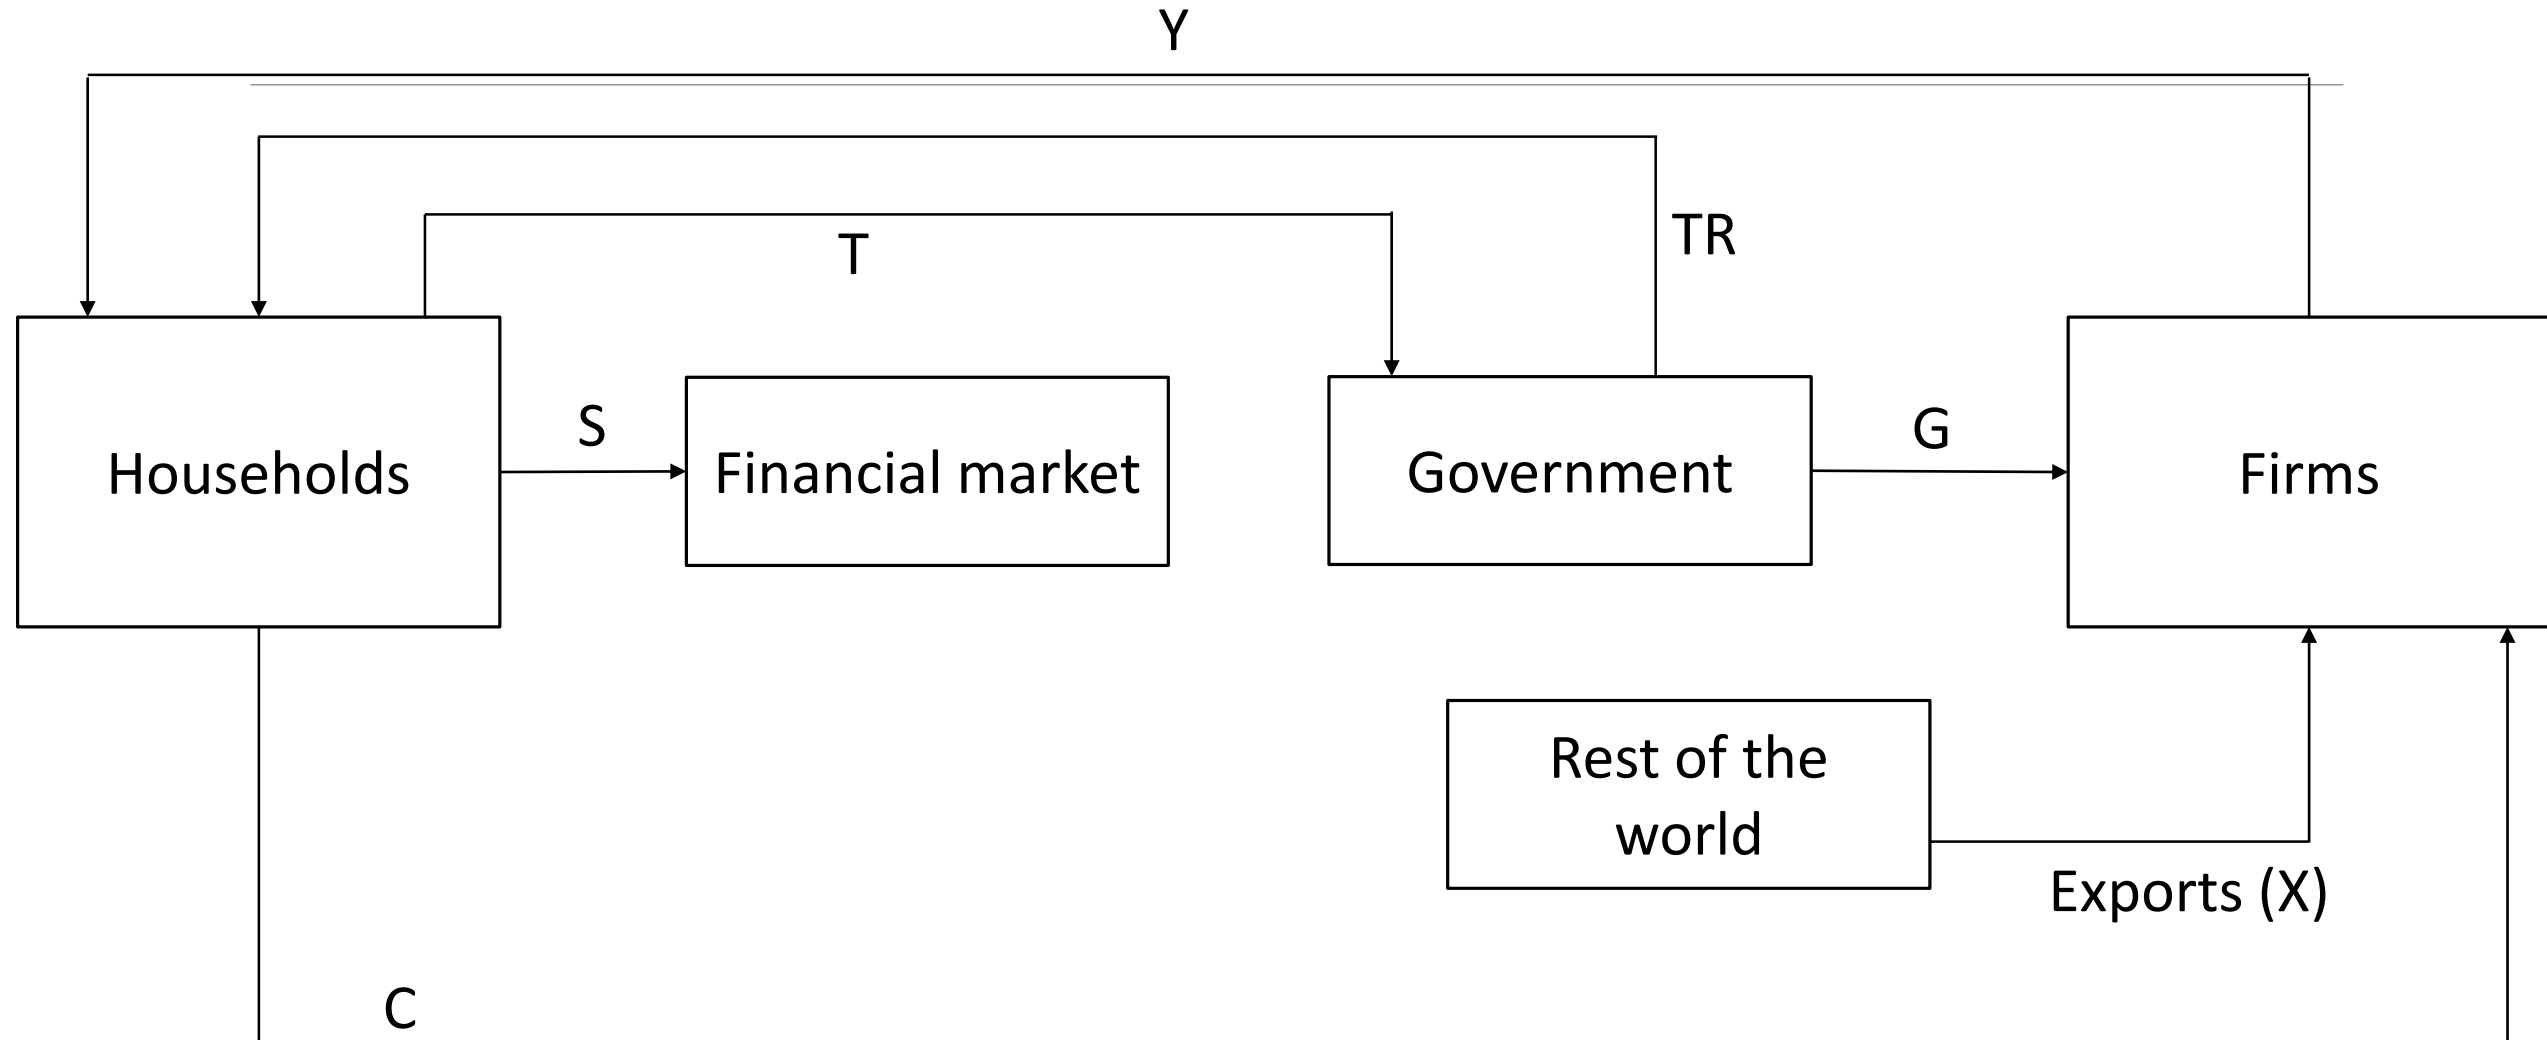 Y
T
TR
S
G
Households
Financial market
Government
Firms
Rest of the
world
Exports (X)
C